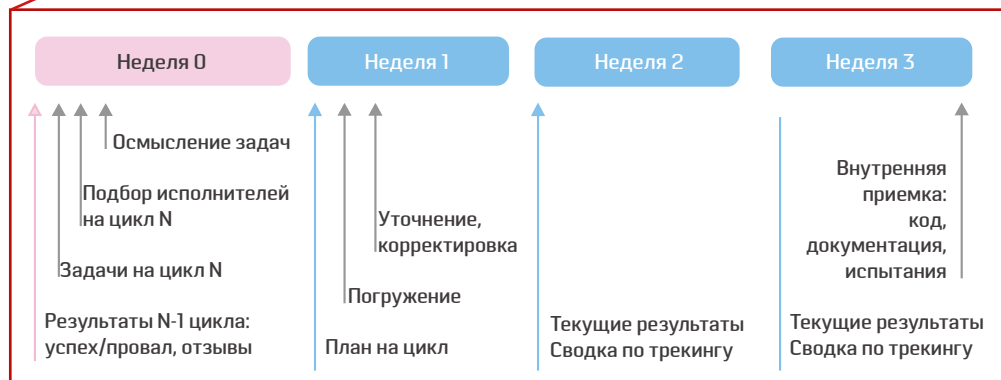 Неделя 0
Неделя 1
Неделя 2
Неделя 3
Осмысление задач
Подбор исполнителей
на цикл N
Задачи на цикл N
Результаты N-1 цикла:
успех/провал, отзывы
Уточнение,
корректировка
Погружение
План на цикл
Текущие результаты
Сводка по трекингу
Внутренняя
приемка:
код,
документация,
испытания
Текущие результаты
Сводка по трекингу